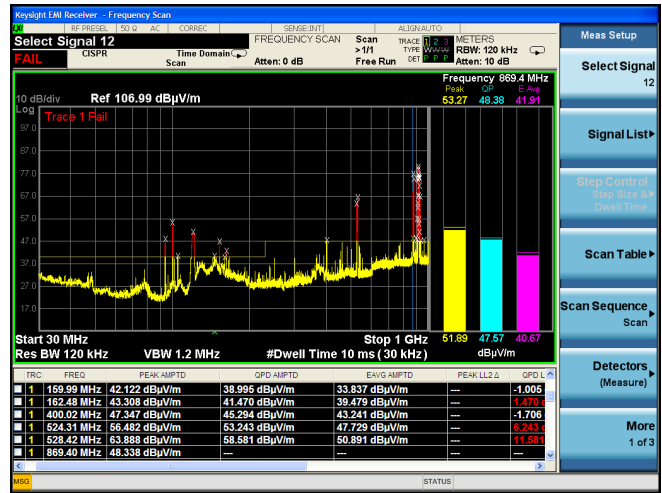 Keysight EMI Receiver - Frequency Scan
RF PRESEL 50 Ω AC CORREC SENSE:INT ALIGN AUTO
Select Signal 12
FREQUENCY SCAN
Scan
TRACE 1 2 3
METERS
FAIL
CISPR
Time Domain
>1/1
TYPE W W W
RBW: 120 kHz
Scan
Atten: 0 dB
Free Run
DET P P P
Atten: 10 dB
Frequency 869.4 MHz
Peak QP E Avg
10 dB/div Ref 106.99 dBµV/m
53.27 48.38 41.91
Log
Trace 1 Fail
97.0
87.0
77.0
67.0
57.0
47.0
37.0
27.0
17.0
Start 30 MHz Stop 1 GHz
51.89 47.57 40.67
Res BW 120 kHz VBW 1.2 MHz #Dwell Time 10 ms (30 kHz)
dBµV/m
TRC FREQ PEAK AMPTD QPD AMPTD EAVG AMPTD PEAK LL2 Δ QPD L
1 159.99 MHz 42.122 dBµV/m 38.995 dBµV/m 33.837 dBµV/m --- -1.005
1 162.48 MHz 43.308 dBµV/m 41.470 dBµV/m 39.479 dBµV/m --- 1.470 d
1 400.02 MHz 47.347 dBµV/m 45.294 dBµV/m 43.241 dBµV/m --- -1.706
1 524.31 MHz 56.482 dBµV/m 53.243 dBµV/m 47.729 dBµV/m --- 6.243 d
1 528.42 MHz 63.888 dBµV/m 58.581 dBµV/m 50.891 dBµV/m --- 11.581
1 869.40 MHz 48.338 dBµV/m --- --- --- ---
MSG STATUS
Meas Setup
Select Signal
12
Signal List
Step Control
Step Size &
Dwell Time
Scan Table
Scan Sequence
Scan
Detectors
(Measure)
More
1 of 3